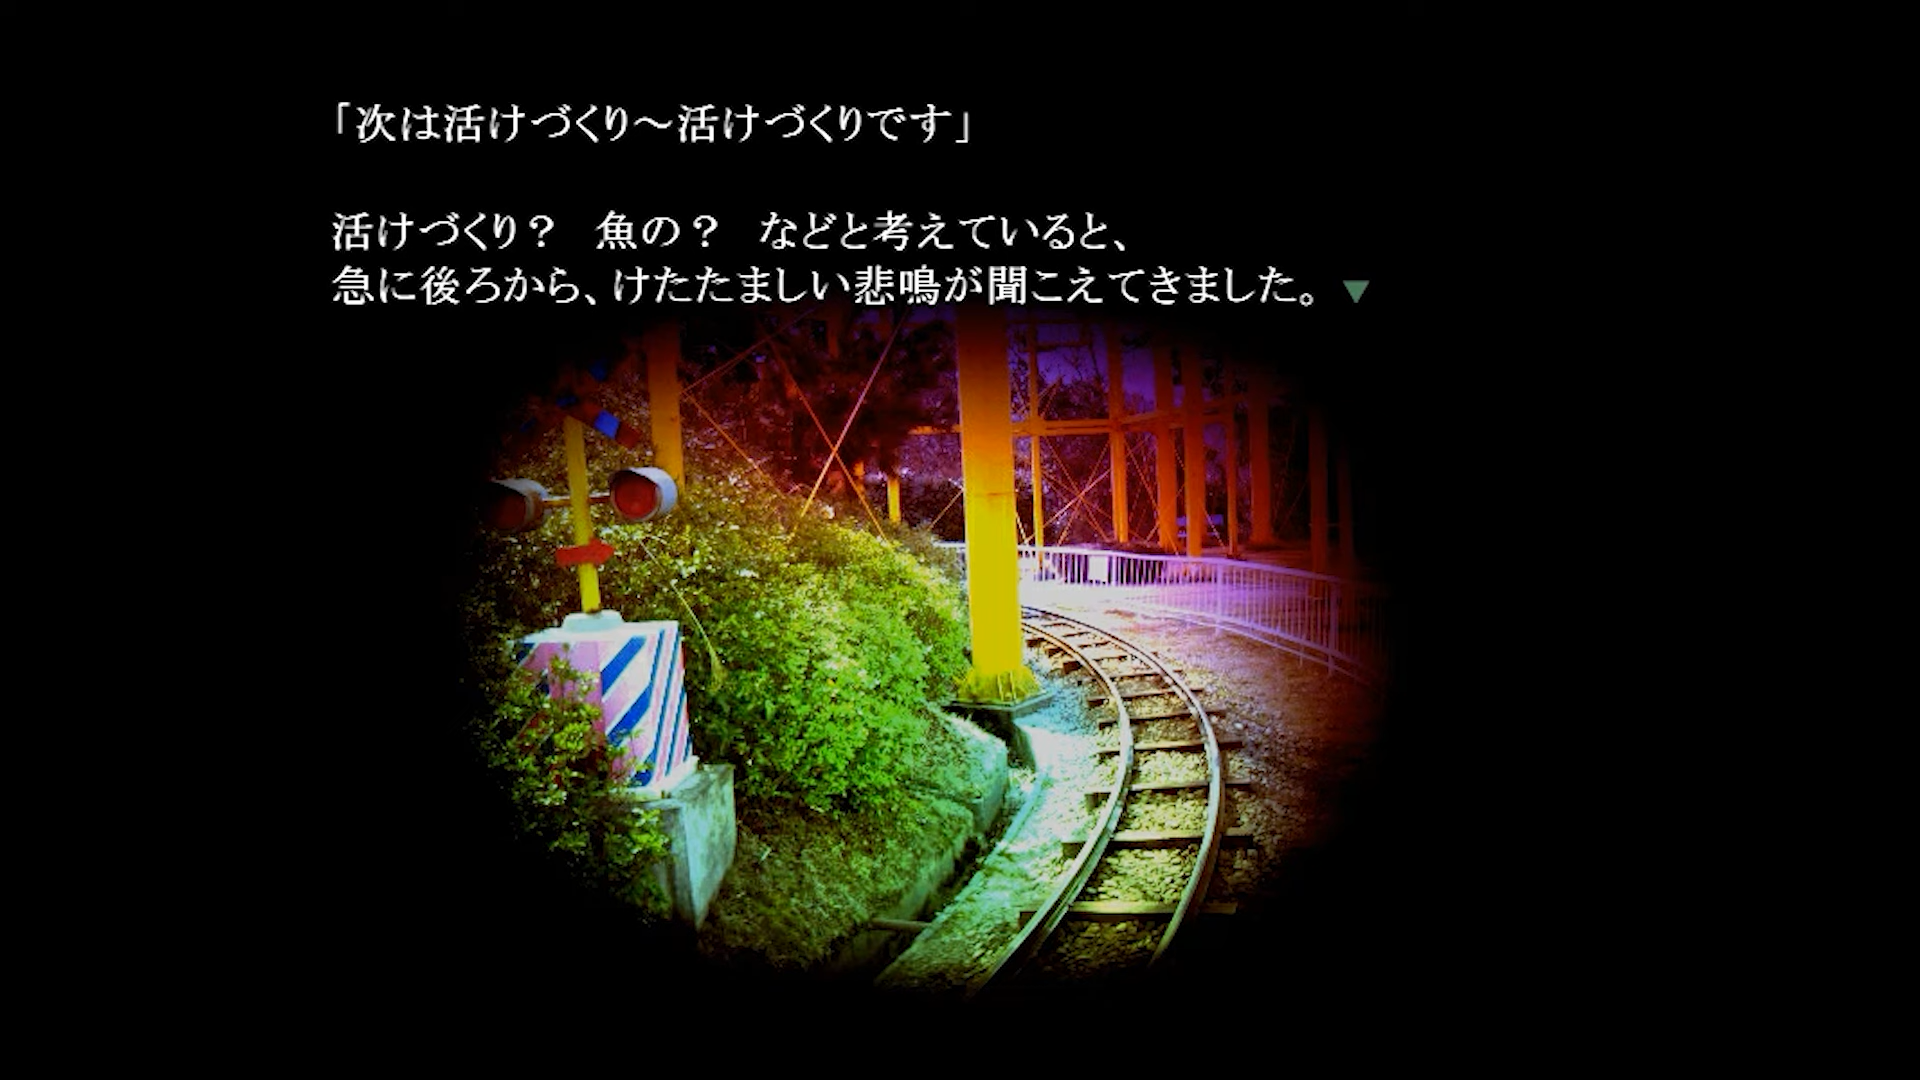 「次は活けづくり～活けづくりです」
活けづくり？　魚の？　などと考えていると、
急に後ろから、けたたましい悲鳴が聞こえてきました。